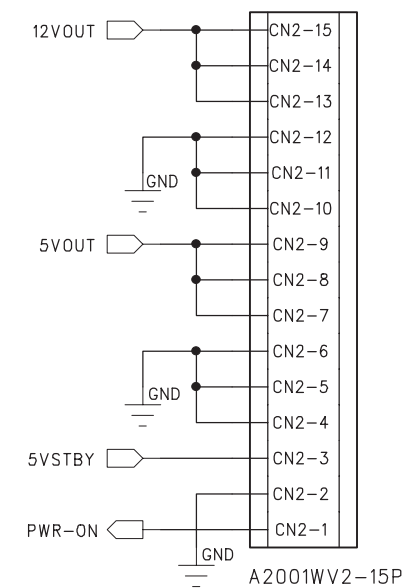 12VOUT CN2-15
CN2-14
CN2-13
CN2-12
GND CN2-11
CN2-10
5VOUT CN2-9
CN2-8
CN2-7
CN2-6
GND CN2-5
CN2-4
5VSTBY CN2-3
CN2-2
PWR-ON CN2-1
GND
A2001WV2-15P